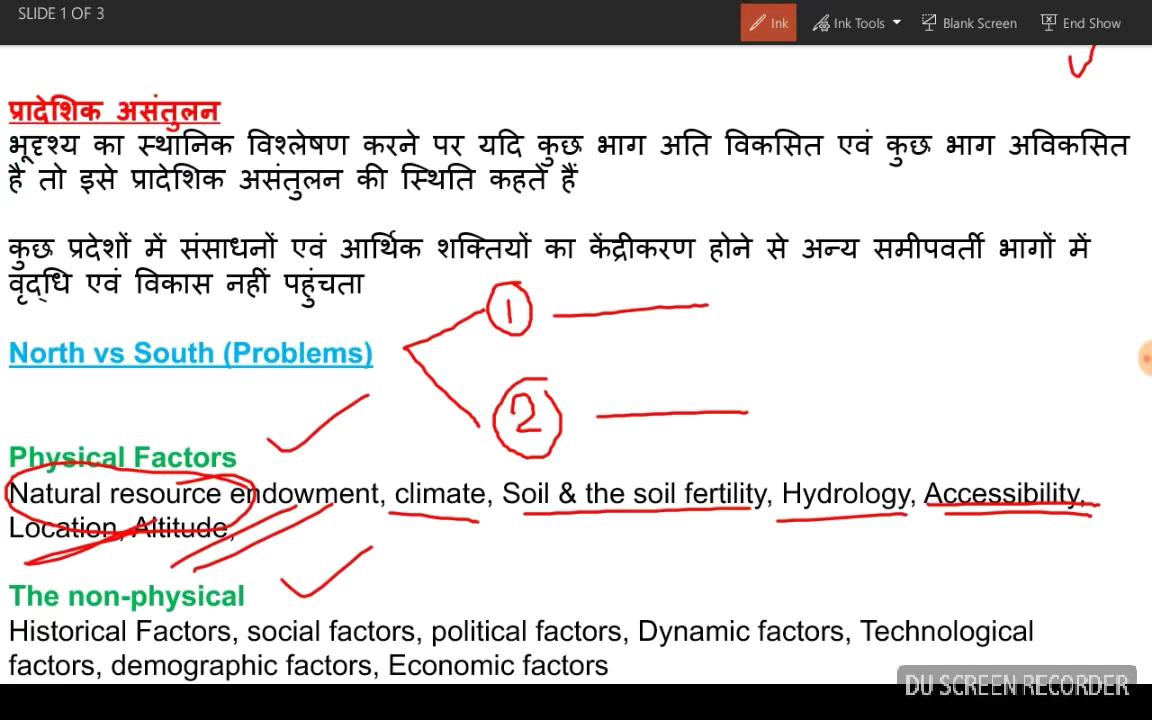 SLIDE 1 OF 3
Ink Ink Tools Blank Screen End Show
प्रादेशिक असंतुलन
भूदृश्य का स्थानिक विश्लेषण करने पर यदि कुछ भाग अति विकसित एवं कुछ भाग अविकसित
है तो इसे प्रादेशिक असंतुलन की स्थिति कहते हैं
कुछ प्रदेशों में संसाधनों एवं आर्थिक शक्तियों का केंद्रीकरण होने से अन्य समीपवर्ती भागों में
वृद्धि एवं विकास नहीं पहुंचता
1
North vs South (Problems)
2
Physical Factors
Natural resource endowment, climate, Soil & the soil fertility, Hydrology, Accessibility,
Location, Altitude,
The non-physical
Historical Factors, social factors, political factors, Dynamic factors, Technological
factors, demographic factors, Economic factors
DU SCREEN RECORDER